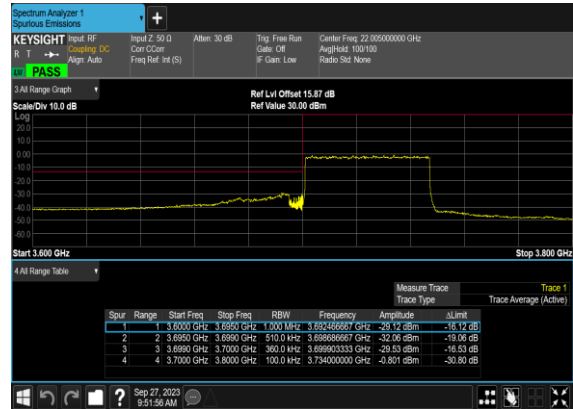 Spectrum Analyzer 1
Spurious Emissions
+
KEYSIGHT Input: RF Input Z: 50 Ω Atten: 30 dB Trig: Free Run Center Freq: 22.005000000 GHz
R T Coupling: DC Corr CCorr Gate: Off Avg|Hold: 100/100
Align: Auto Freq Ref: Int (S) IF Gain: Low Radio Std: None
LW PASS
3 All Range Graph
Ref Lvl Offset 15.87 dB
Scale/Div 10.0 dB Ref Value 30.00 dBm
Log
20.0
10.0
0.00
-10.0
-20.0
-30.0
-40.0
-50.0
-60.0
Start 3.600 GHz Stop 3.800 GHz
4 All Range Table
Measure Trace Trace 1
Trace Type Trace Average (Active)
Spur Range Start Freq Stop Freq RBW Frequency Amplitude ΔLimit
1 1 3.6000 GHz 3.6950 GHz 1.000 MHz 3.692466667 GHz -29.12 dBm -16.12 dB
2 2 3.6950 GHz 3.6990 GHz 510.0 kHz 3.698686667 GHz -32.06 dBm -19.06 dB
3 3 3.6990 GHz 3.7000 GHz 360.0 kHz 3.699903333 GHz -29.53 dBm -16.53 dB
4 4 3.7000 GHz 3.8000 GHz 100.0 kHz 3.734000000 GHz -0.801 dBm -30.80 dB
? Sep 27, 2023
9:51:56 AM